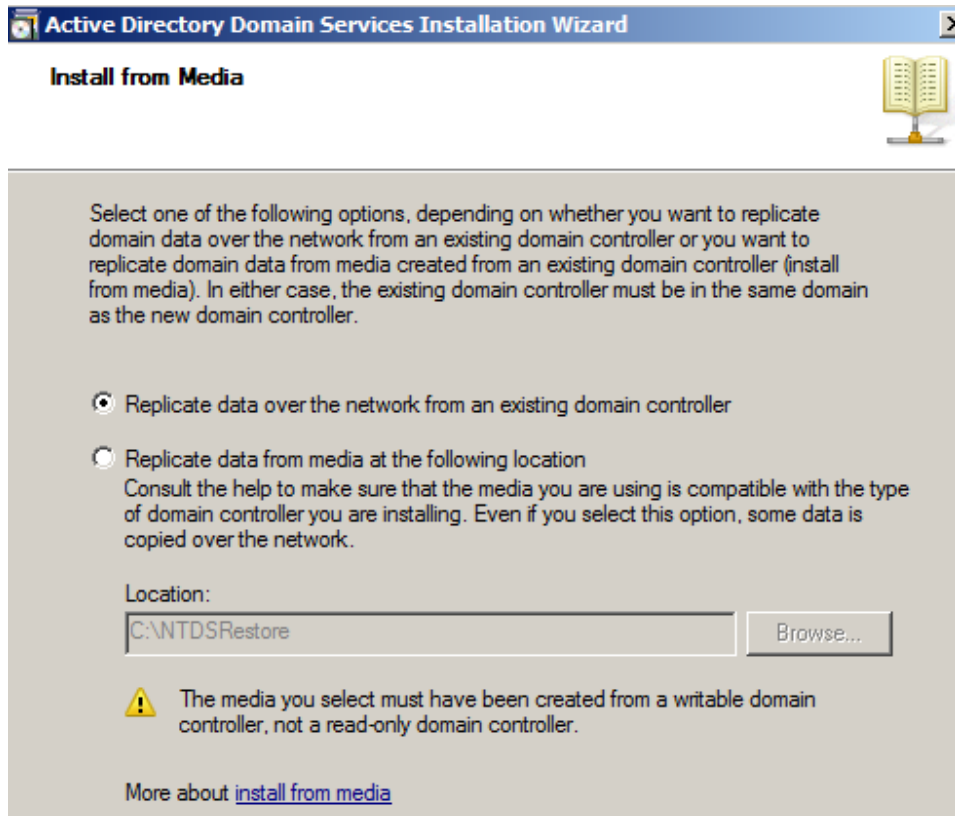 Active Directory Domain Services Installation Wizard
Install from Media
Select one of the following options, depending on whether you want to replicate
domain data over the network from an existing domain controller or you want to
replicate domain data from media created from an existing domain controller (install
from media). In either case, the existing domain controller must be in the same domain
as the new domain controller.
Replicate data over the network from an existing domain controller
Replicate data from media at the following location
Consult the help to make sure that the media you are using is compatible with the type
of domain controller you are installing. Even if you select this option, some data is
copied over the network.
Location:
C:\NTDSRestore
Browse...
The media you select must have been created from a writable domain
controller, not a read-only domain controller.
More about install from media